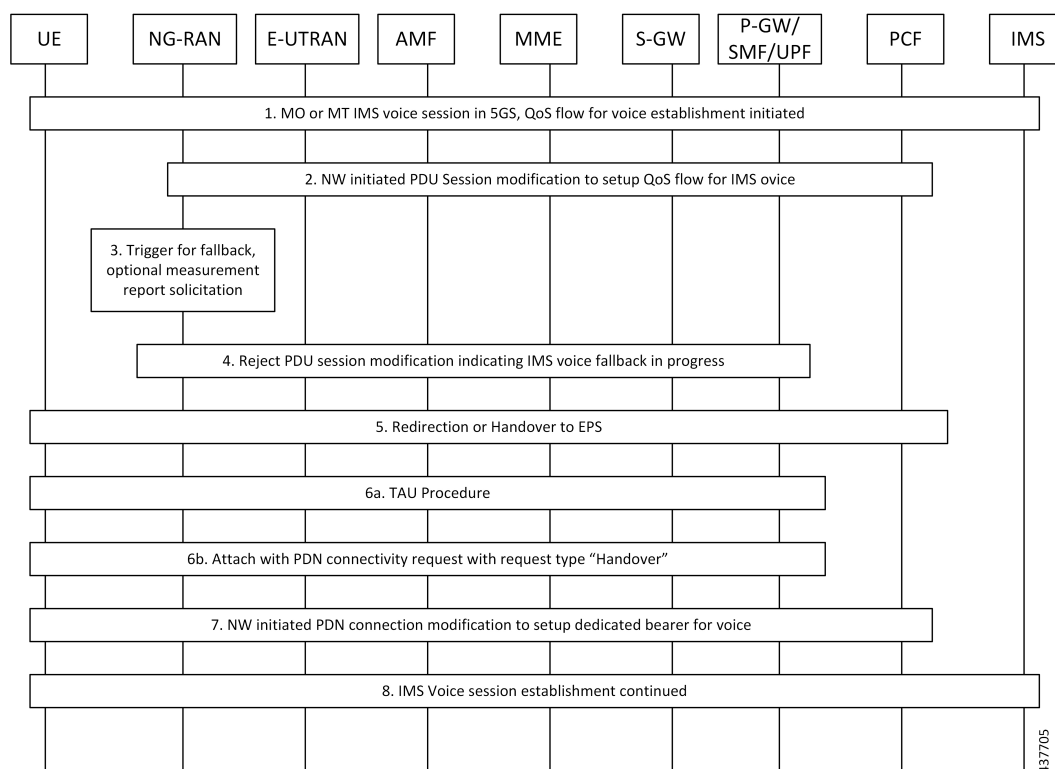 UE
NG-RAN
E-UTRAN
AMF
MME
S-GW
P-GW/
SMF/UPF
PCF
IMS
1. MO or MT IMS voice session in 5GS, QoS flow for voice establishment initiated
2. NW initiated PDU Session modification to setup QoS flow for IMS ovice
3. Trigger for fallback,
optional measurement
report solicitation
4. Reject PDU session modification indicating IMS voice fallback in progress
5. Redirection or Handover to EPS
6a. TAU Procedure
6b. Attach with PDN connectivity request with request type “Handover”
7. NW initiated PDN connection modification to setup dedicated bearer for voice
8. IMS Voice session establishment continued
437705